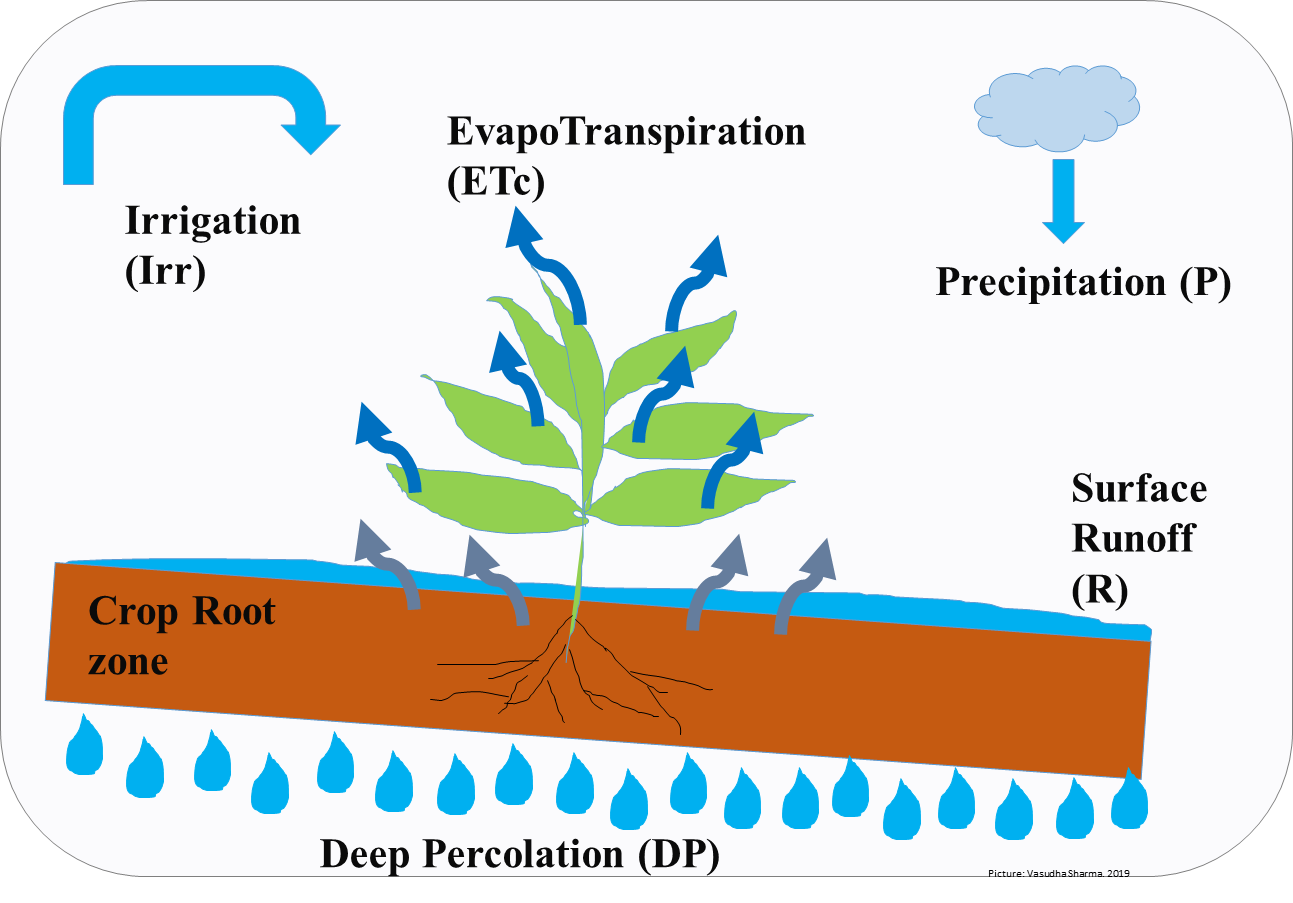 EvapoTranspiration
(ETc)
Irrigation
(Irr)
Precipitation (P)
Surface
Runoff
(R)
Crop Root
zone
Deep Percolation (DP)
Picture: Vasudha Sharma, 2019